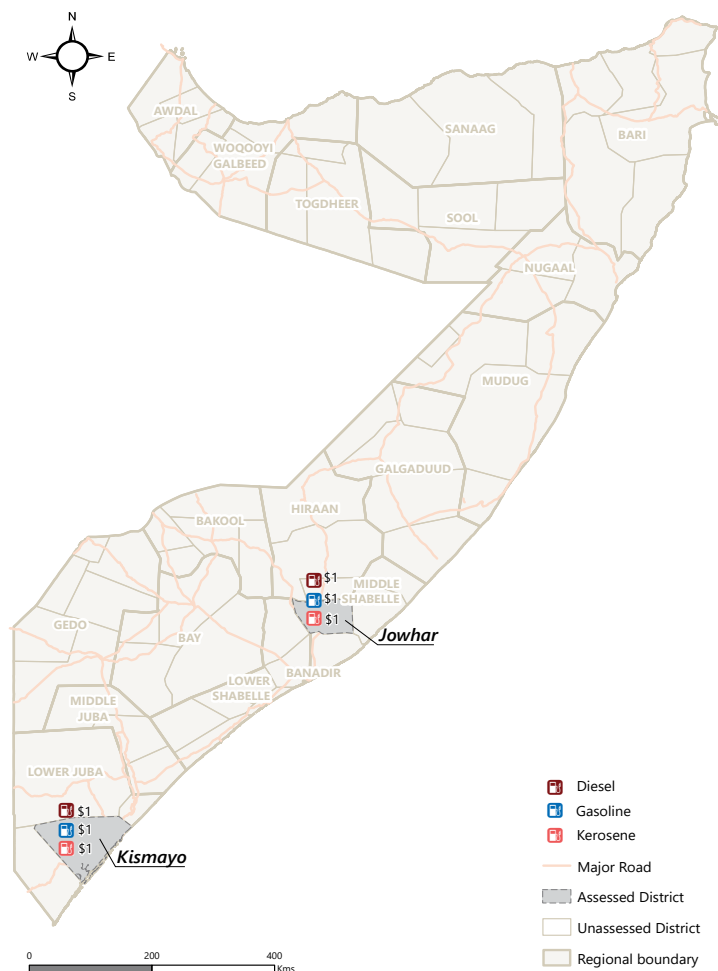 N
W E
S
AWDAL
WOQOOYI
GALBEED
TOGDHEER
SANAAG
SOOL
BARI
NUGAAL
MUDUG
GALGADUUD
HIRAAN
BAKOOL
$1
MIDDLE
SHABELLE
$1
$1
Jowhar
GEDO
BAY
BANADIR
LOWER
SHABELLE
MIDDLE
JUBA
LOWER JUBA
$1
$1
$1
Kismayo
Diesel
Gasoline
Kerosene
Major Road
Assessed District
Unassessed District
Regional boundary
0 200 400
Kms